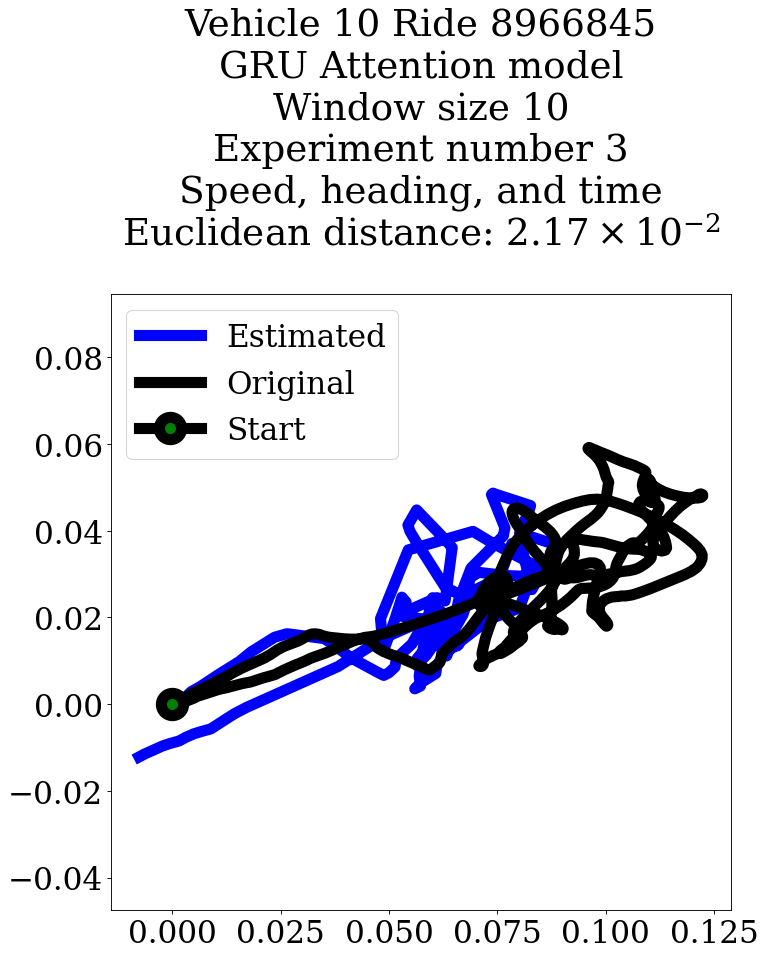 Vehicle 10 Ride 8966845
GRU Attention model
Window size 10
Experiment number 3
Speed, heading, and time
Euclidean distance: 2.17 × 10⁻²
Estimated
Original
Start
0.08
0.06
0.04
0.02
0.00
−0.02
−0.04
0.000 0.025 0.050 0.075 0.100 0.125